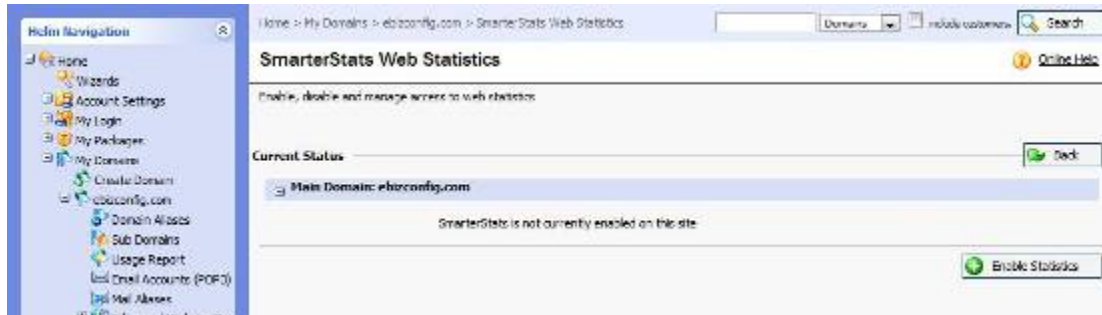 Helm Navigation
Home
Wizards
Account Settings
My Login
My Packages
My Domains
Create Domain
ebizconfig.com
Domain Aliases
Sub Domains
Usage Report
Email Accounts (POP3)
Mail Aliases
Home > My Domains > ebizconfig.com > SmarterStats Web Statistics
Domains
include customers
Search
SmarterStats Web Statistics
Online Help
Enable, disable and manage access to web statistics
Current Status
Back
Main Domain: ebizconfig.com
SmarterStats is not currently enabled on this site
Enable Statistics